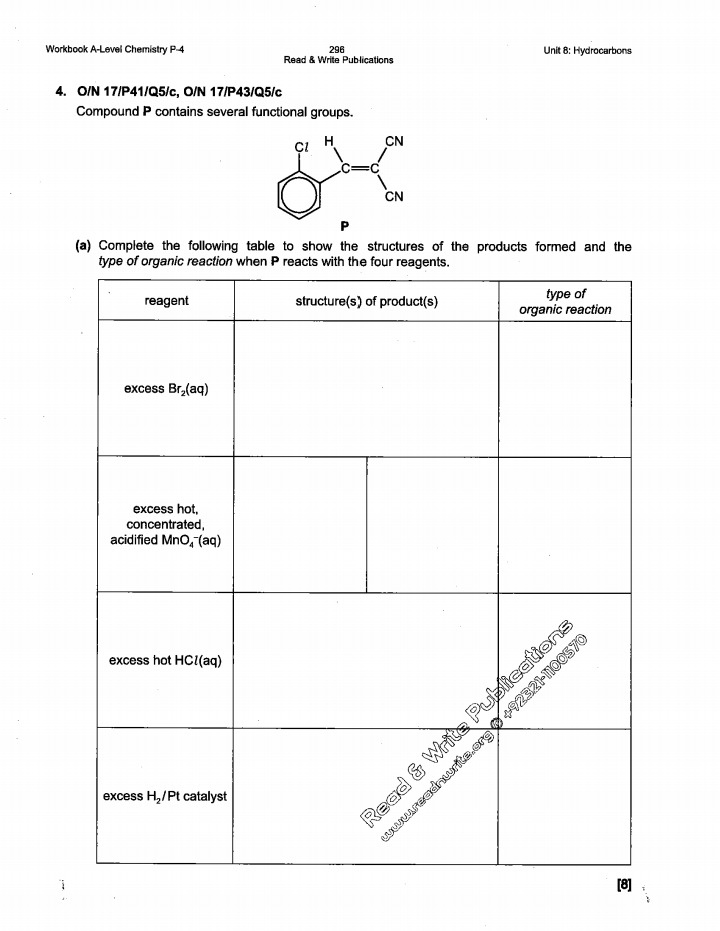 Workbook A-Level Chemistry P-4
296
Unit 8: Hydrocarbons
Read & Write Publications
4. O/N 17/P41/Q5/c, O/N 17/P43/Q5/c
Compound P contains several functional groups.
Cl
H
CN
C=C
CN
P
(a) Complete the following table to show the structures of the products formed and the
type of organic reaction when P reacts with the four reagents.
reagent
structure(s) of product(s)
type of
organic reaction
excess Br₂(aq)
excess hot,
concentrated,
acidified MnO₄⁻(aq)
excess hot HCl(aq)
excess H₂/Pt catalyst
Read & Write Publications ©
www.readnwrite.org
+92321-1100570
[8]